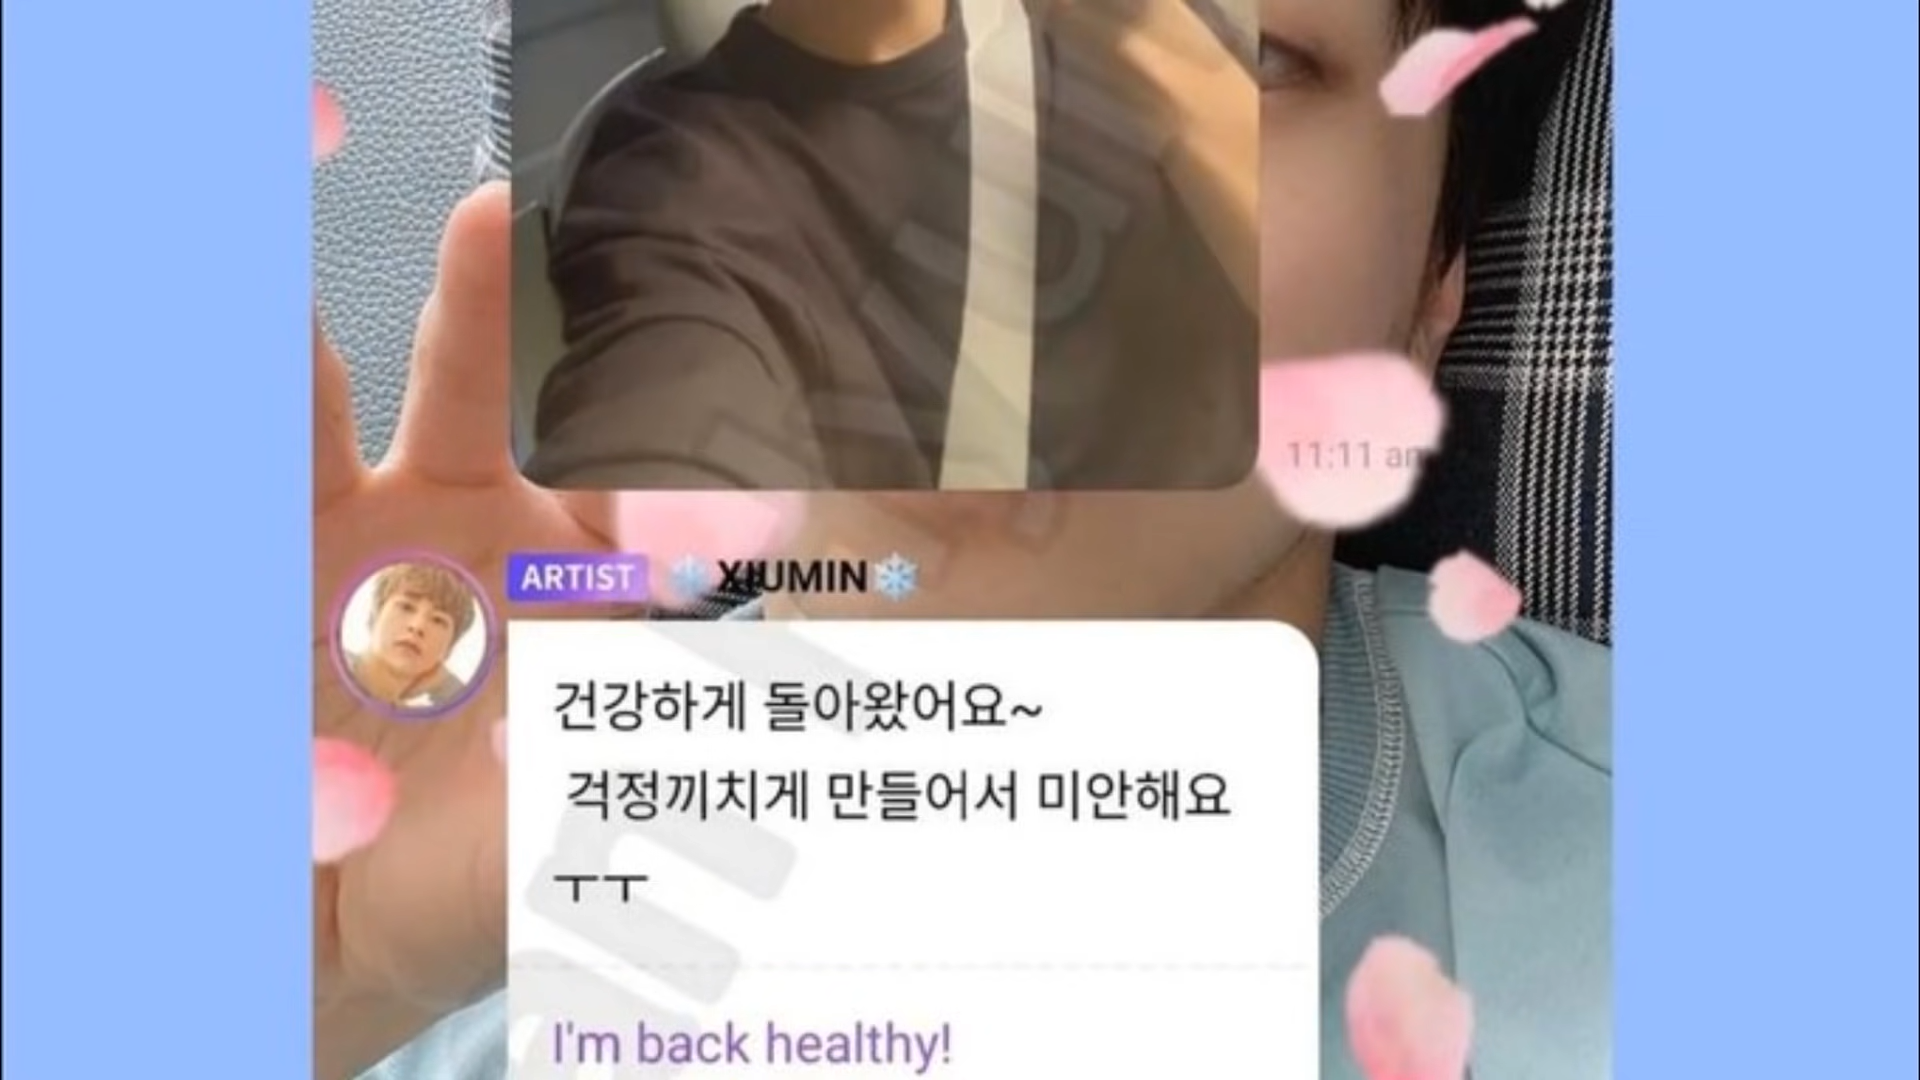 11:11 am
ARTIST ❄️XIUMIN❄️
건강하게 돌아왔어요~
걱정끼치게 만들어서 미안해요
ㅜㅜ
I'm back healthy!